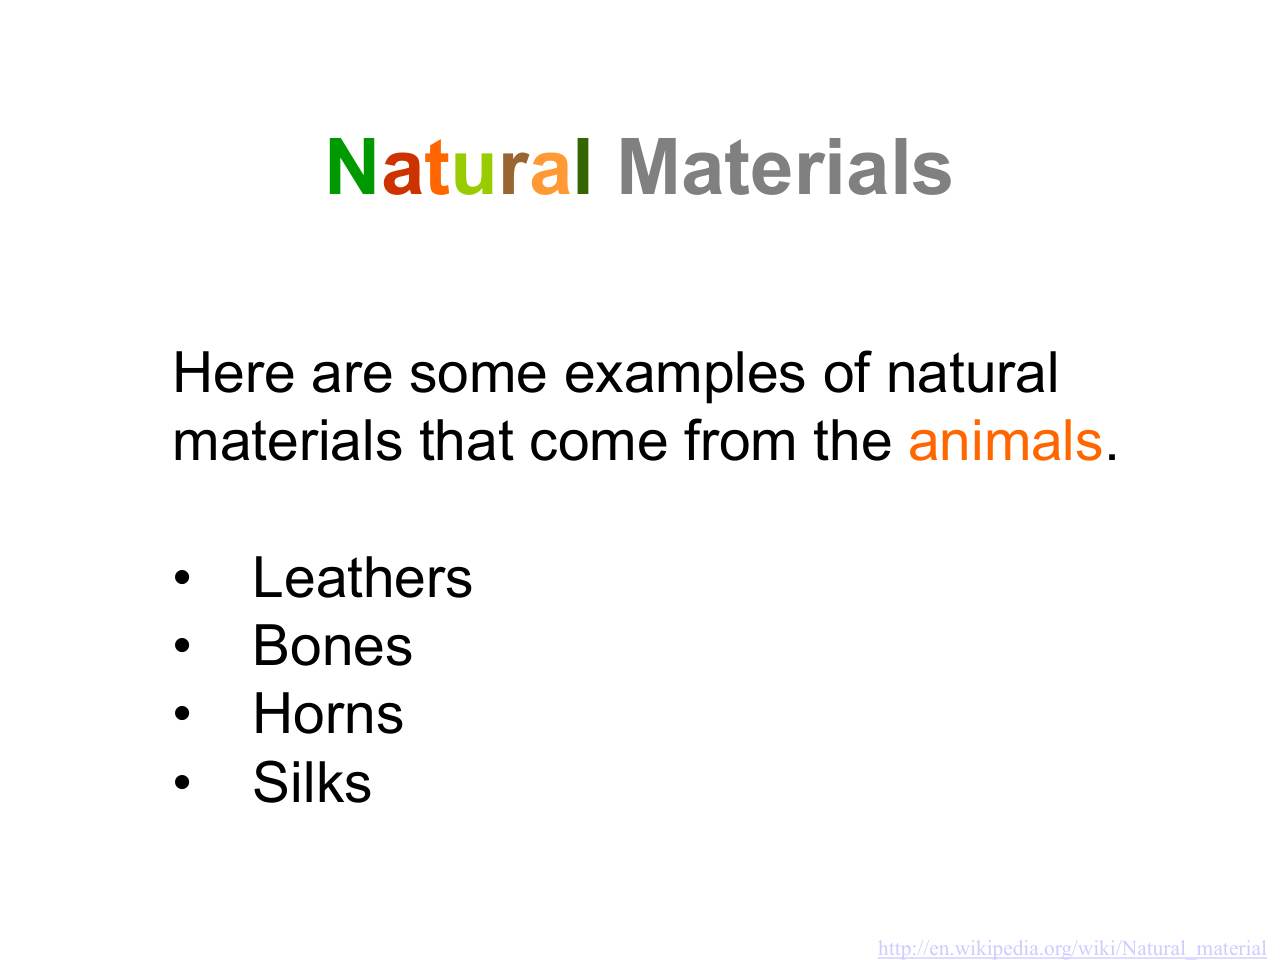 Natural Materials
Here are some examples of natural
materials that come from the animals.
• Leathers
• Bones
• Horns
• Silks
http://en.wikipedia.org/wiki/Natural_material